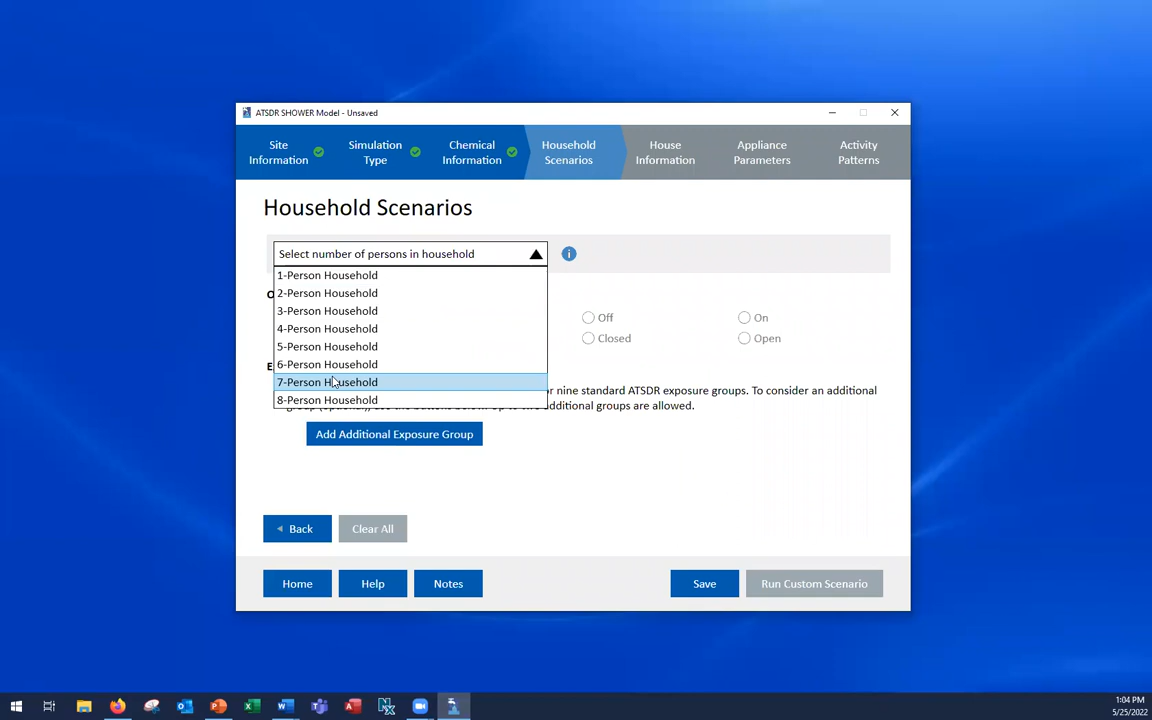 ATSDR SHOWER Model - Unsaved
Site Information
Simulation Type
Chemical Information
Household Scenarios
House Information
Appliance Parameters
Activity Patterns
Household Scenarios
Select number of persons in household
i
1-Person Household
2-Person Household
3-Person Household
4-Person Household
5-Person Household
6-Person Household
7-Person Household
8-Person Household
Off
On
Closed
Open
or nine standard ATSDR exposure groups. To consider an additional
additional groups are allowed.
Add Additional Exposure Group
Back
Clear All
Home
Help
Notes
Save
Run Custom Scenario
1:04 PM
5/25/2022